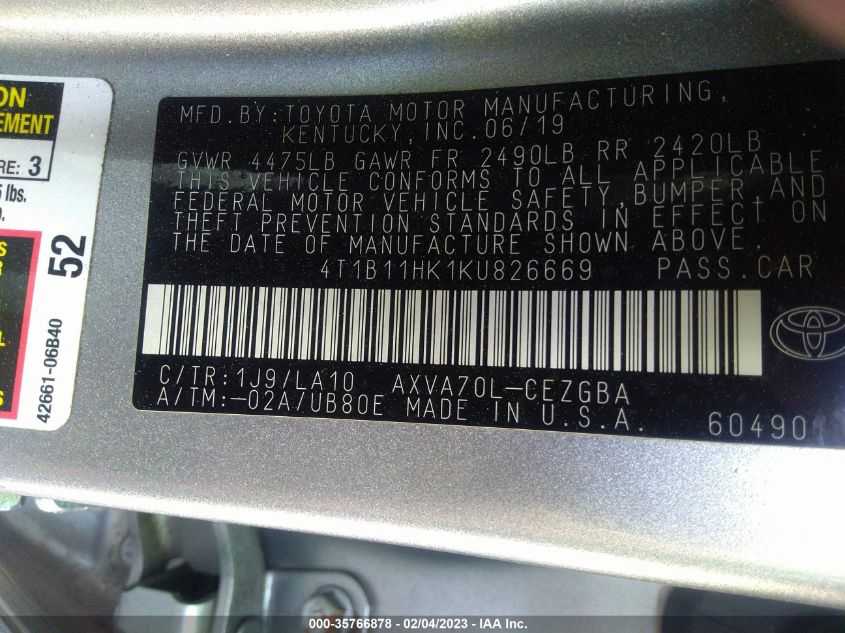 ON
EMENT
RE: 3
lbs.
S
R
L
S
52
42661-06B40
MFD.BY:TOYOTA MOTOR MANUFACTURING,
KENTUCKY,INC.06/19
GVWR 4475LB GAWR FR 2490LB RR 2420LB
THIS VEHICLE CONFORMS TO ALL APPLICABLE
FEDERAL MOTOR VEHICLE SAFETY,BUMPER,AND
THEFT PREVENTION STANDARDS IN EFFECT ON
THE DATE OF MANUFACTURE SHOWN ABOVE.
4T1B11HK1KU826669 PASS.CAR
C/TR:1J9/LA10 AXVA70L-CEZGBA
A/TM:-02A/UB80E MADE IN U.S.A. 60490
000-35766878 - 02/04/2023 - IAA Inc.